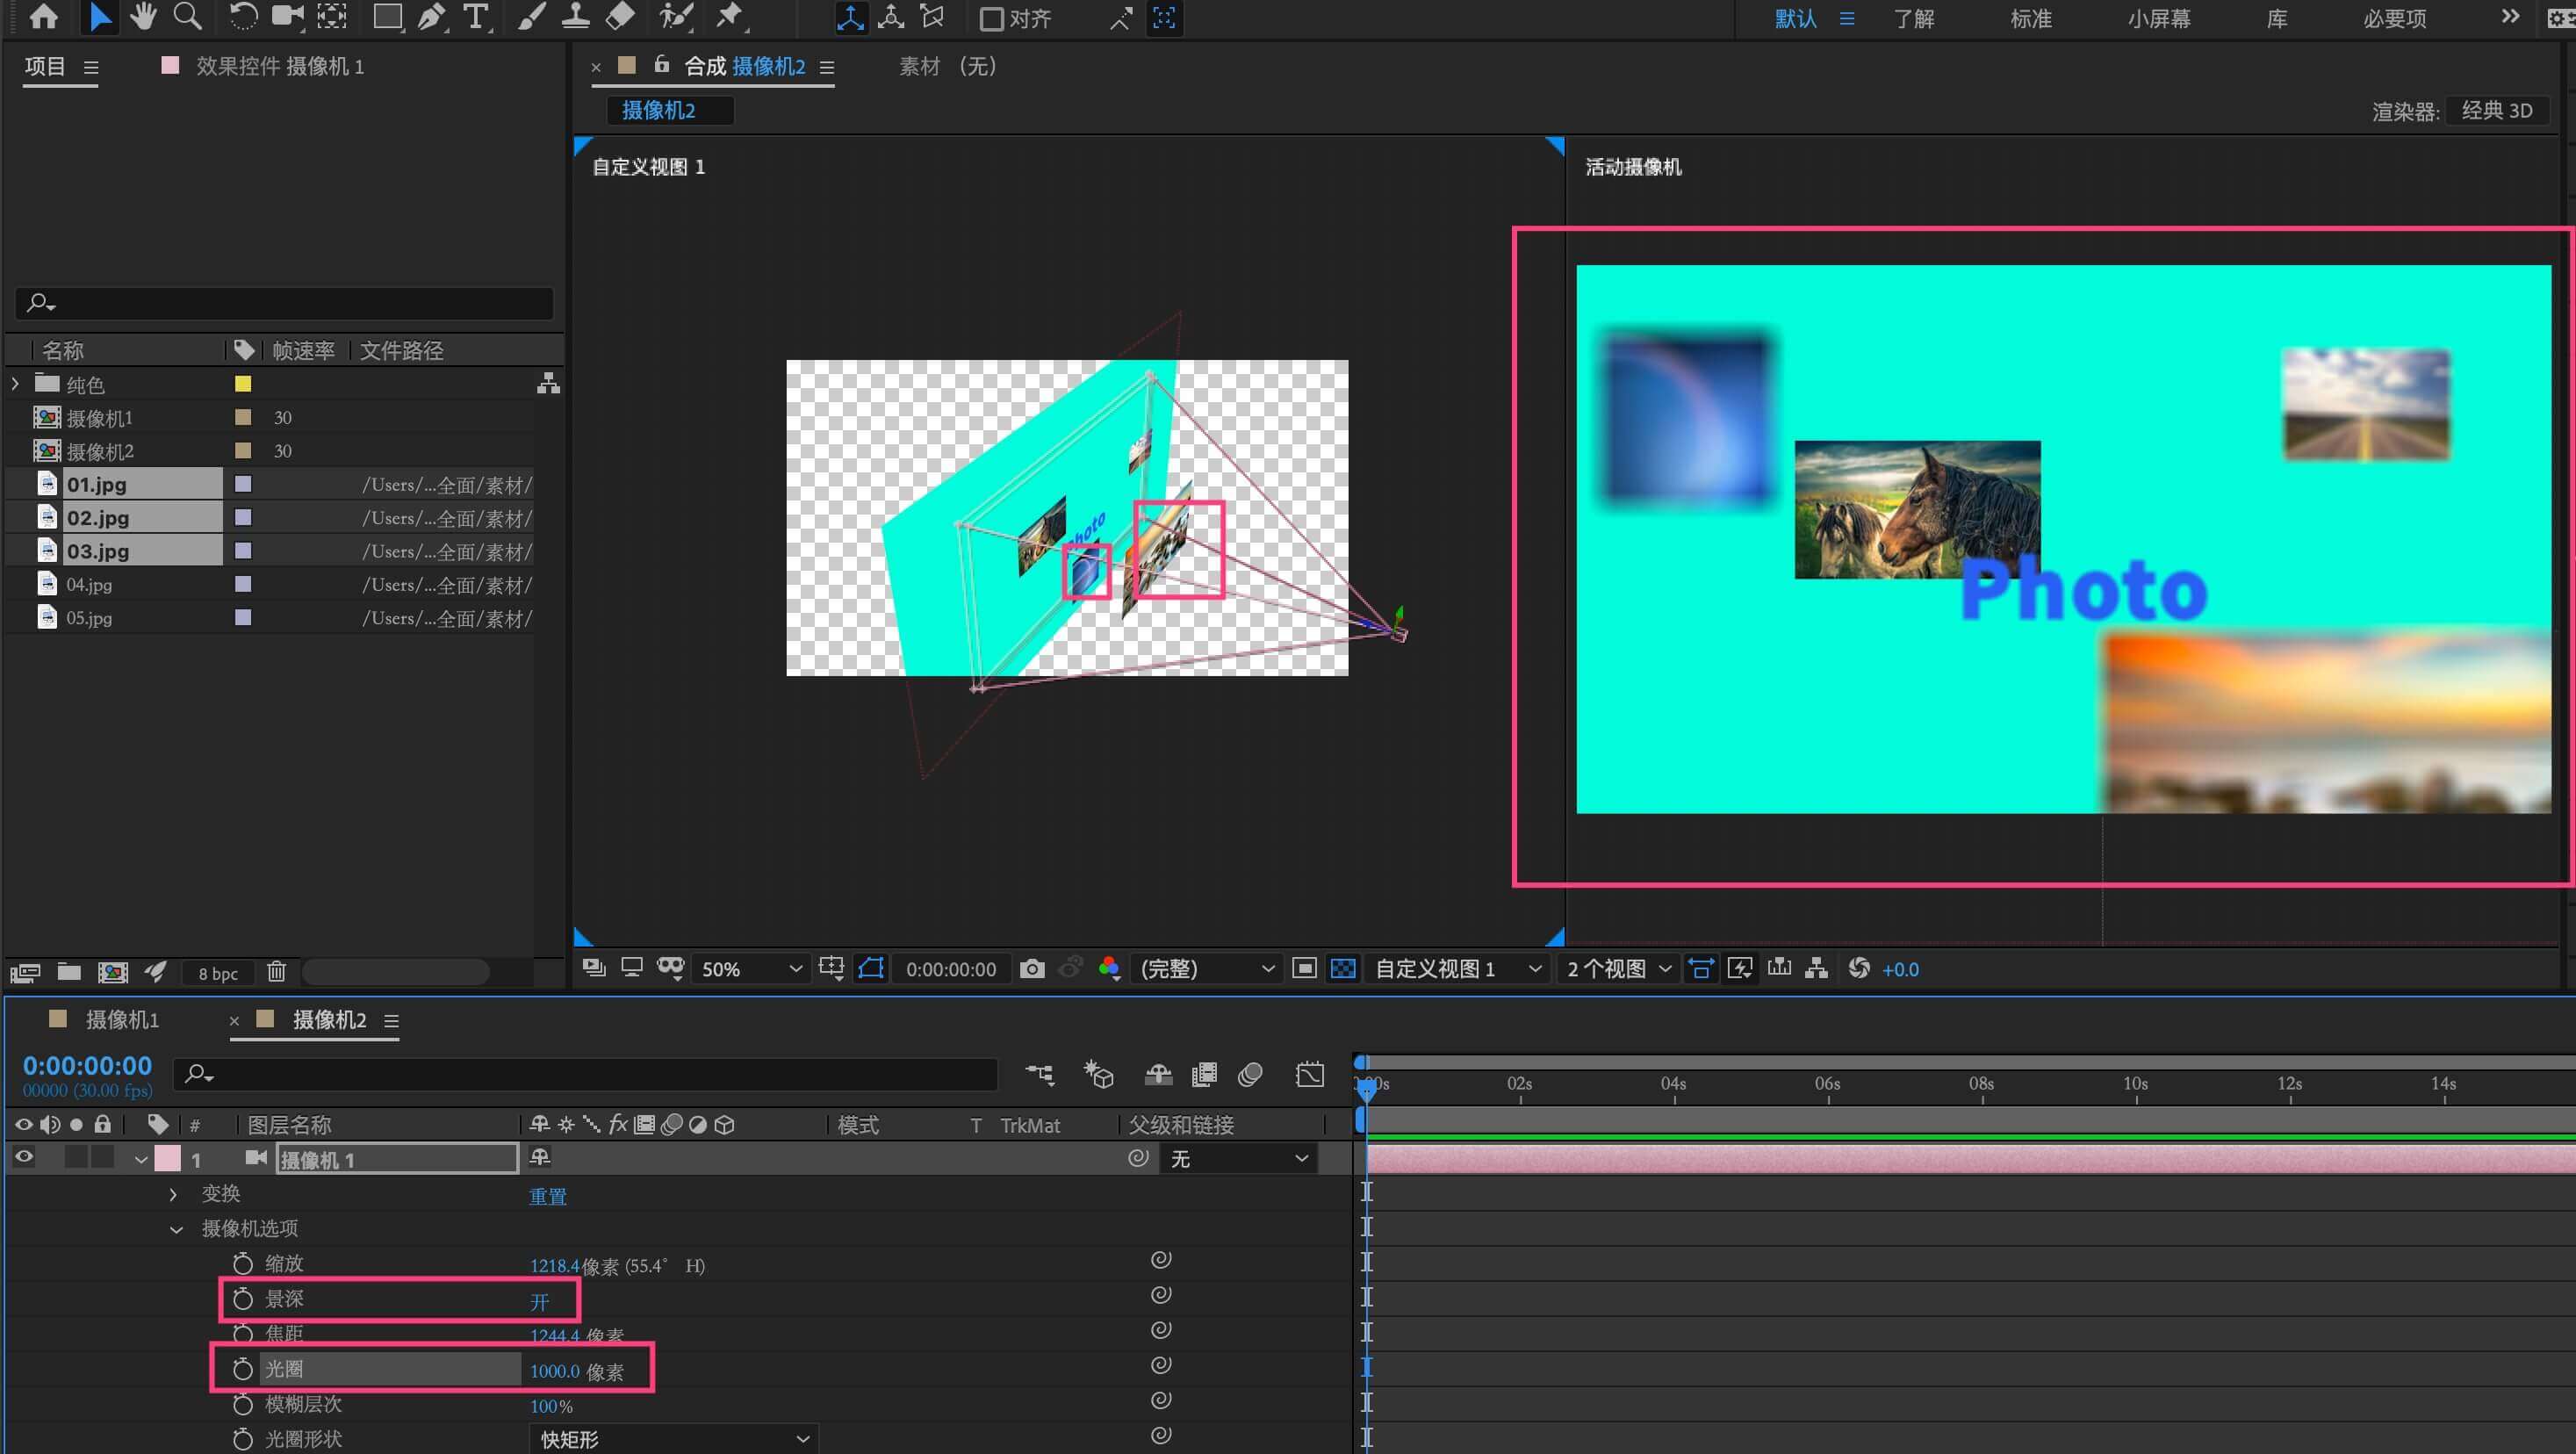 对齐
默认
了解
标准
小屏幕
库
必要项
项目
效果控件 摄像机 1
合成 摄像机2
素材 (无)
摄像机2
渲染器: 经典 3D
自定义视图 1
活动摄像机
Photo
名称 帧速率 文件路径
纯色
摄像机1 30
摄像机2 30
01.jpg /Users/...全面/素材/
02.jpg /Users/...全面/素材/
03.jpg /Users/...全面/素材/
04.jpg /Users/...全面/素材/
05.jpg /Users/...全面/素材/
8 bpc
50%
0:00:00:00
(完整)
自定义视图 1
2 个视图
+0.0
摄像机1
摄像机2
0:00:00:00
00000 (30.00 fps)
02s 04s 06s 08s 10s 12s 14s
# 图层名称 模式 T TrkMat 父级和链接
1 摄像机 1 无
变换 重置
摄像机选项
缩放 1218.4像素 (55.4° H)
景深 开
焦距 1244.4 像素
光圈 1000.0 像素
模糊层次 100%
光圈形状 快矩形